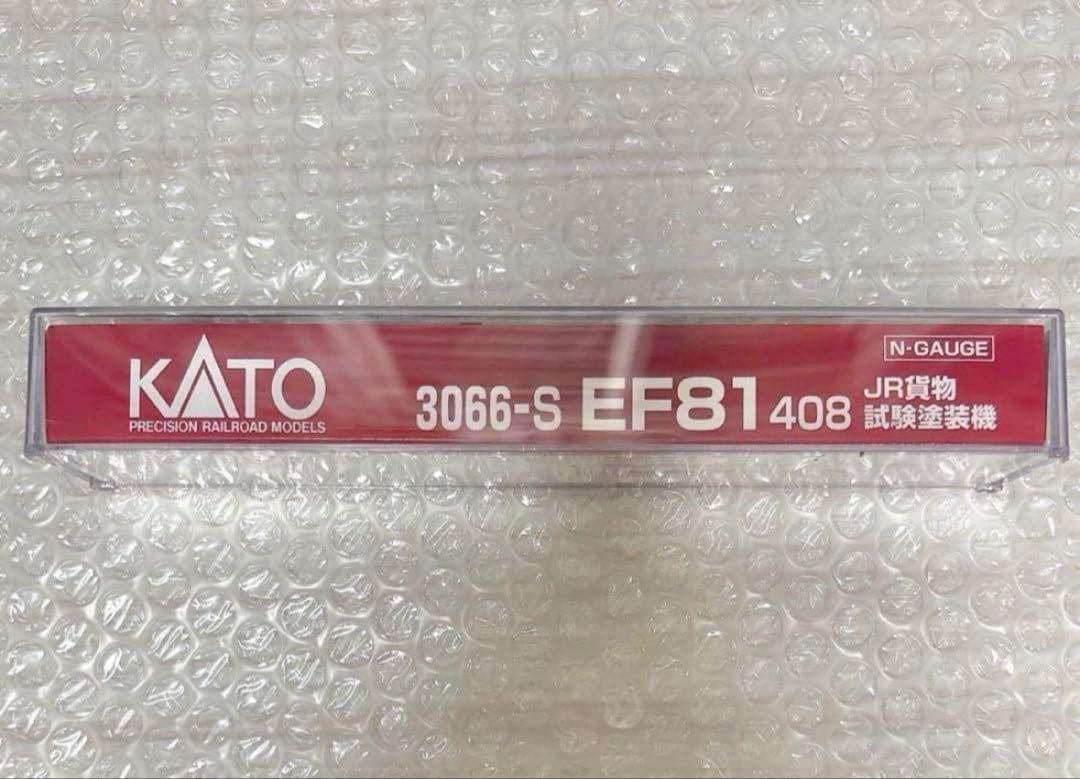 KATO
PRECISION RAILROAD MODELS
3066-S EF81 408
N-GAUGE
JR貨物
試験塗装機